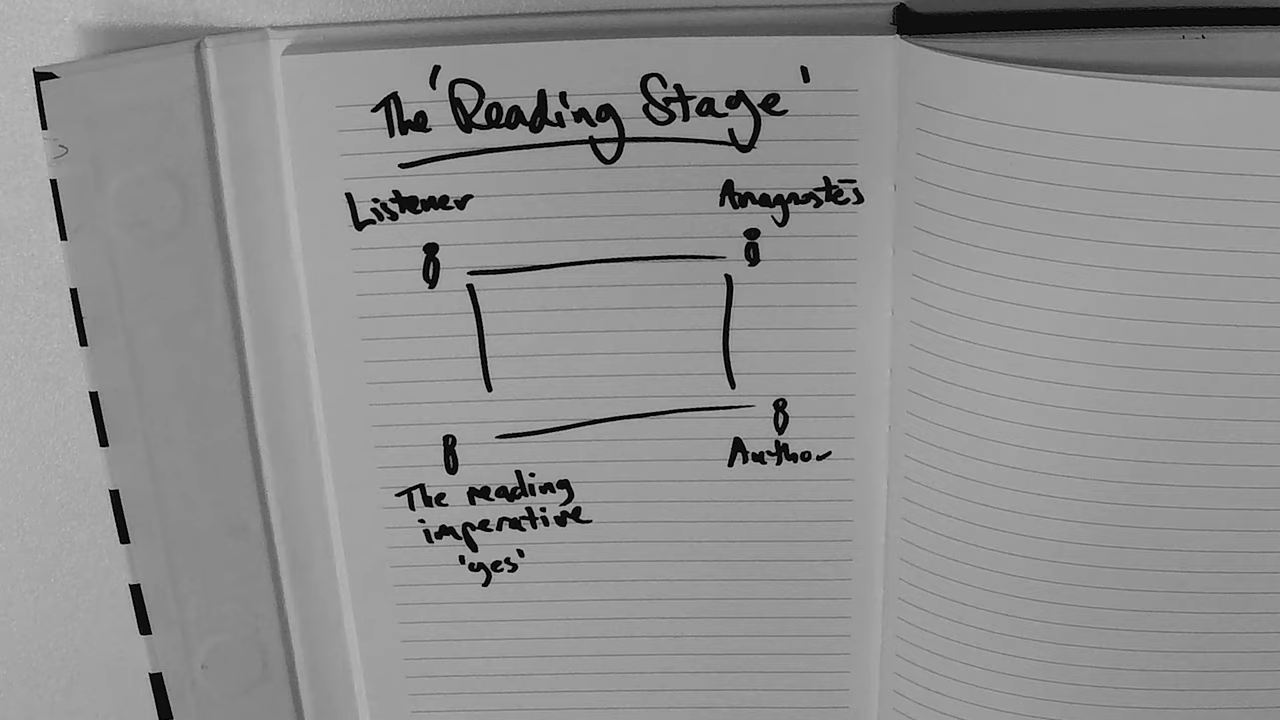 The 'Reading Stage'
Listener
Anagnostēs
Author
The reading
imperative
'yes'